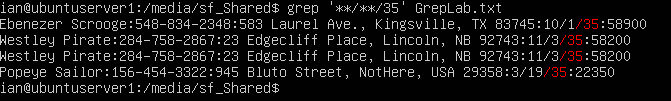 ian@ubuntuserver1:/media/sf_Shared$ grep '**/**/35' GrepLab.txt
Ebenezer Scrooge:548-834-2348:583 Laurel Ave., Kingsville, TX 83745:10/1/35:58900
Westley Pirate:284-758-2867:23 Edgecliff Place, Lincoln, NB 92743:11/3/35:58200
Westley Pirate:284-758-2867:23 Edgecliff Place, Lincoln, NB 92743:11/3/35:58200
Popeye Sailor:156-454-3322:945 Bluto Street, NotHere, USA 29358:3/19/35:22350
ian@ubuntuserver1:/media/sf_Shared$